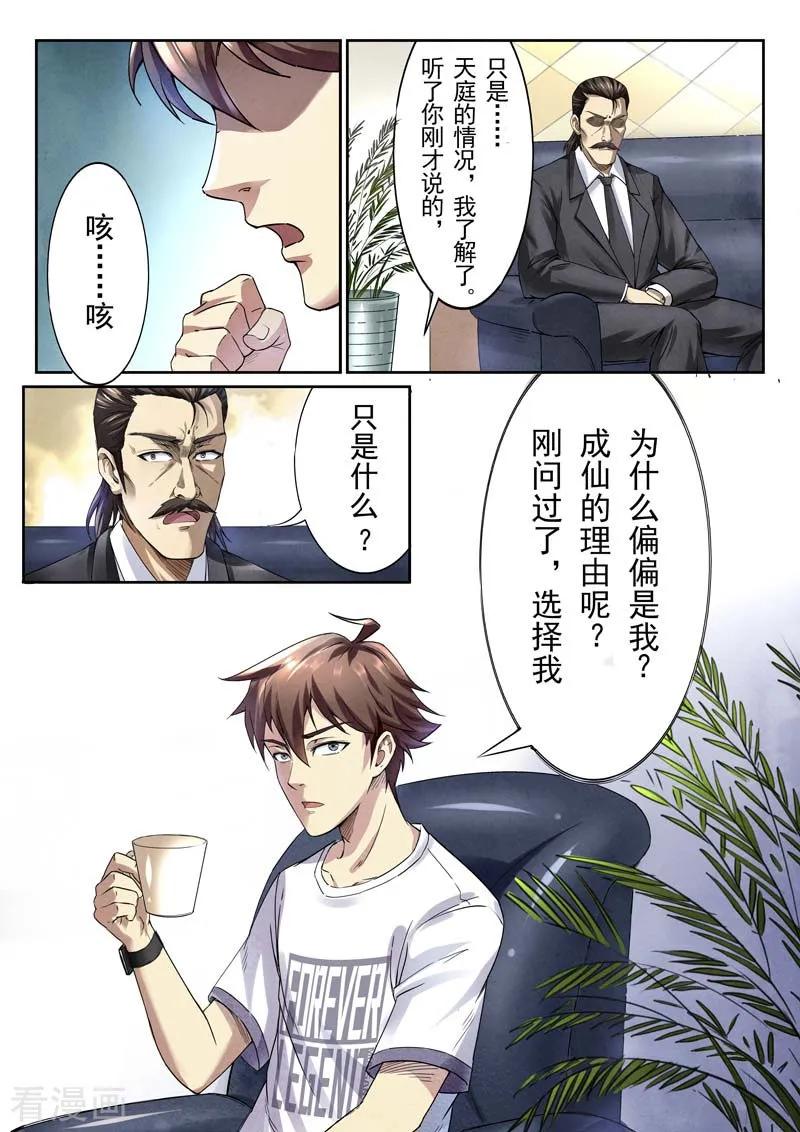 咳……咳
听了你刚才说的，
天庭的情况，我了解了。
只是……
只是什么？
刚问过了，选择我
成仙的理由呢？
为什么偏偏是我？
FOREVER
LEGEND
看漫画